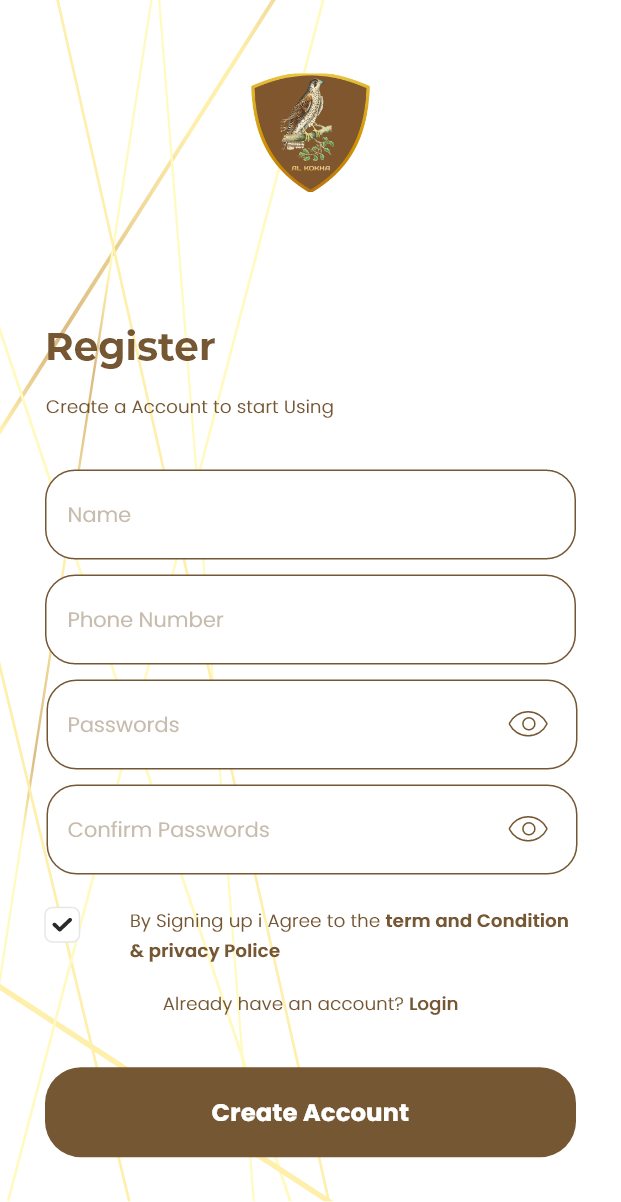 AL KOKHA
Register
Create a Account to start Using
Name
Phone Number
Passwords
Confirm Passwords
By Signing up i Agree to the term and Condition
& privacy Police
Already have an account? Login
Create Account